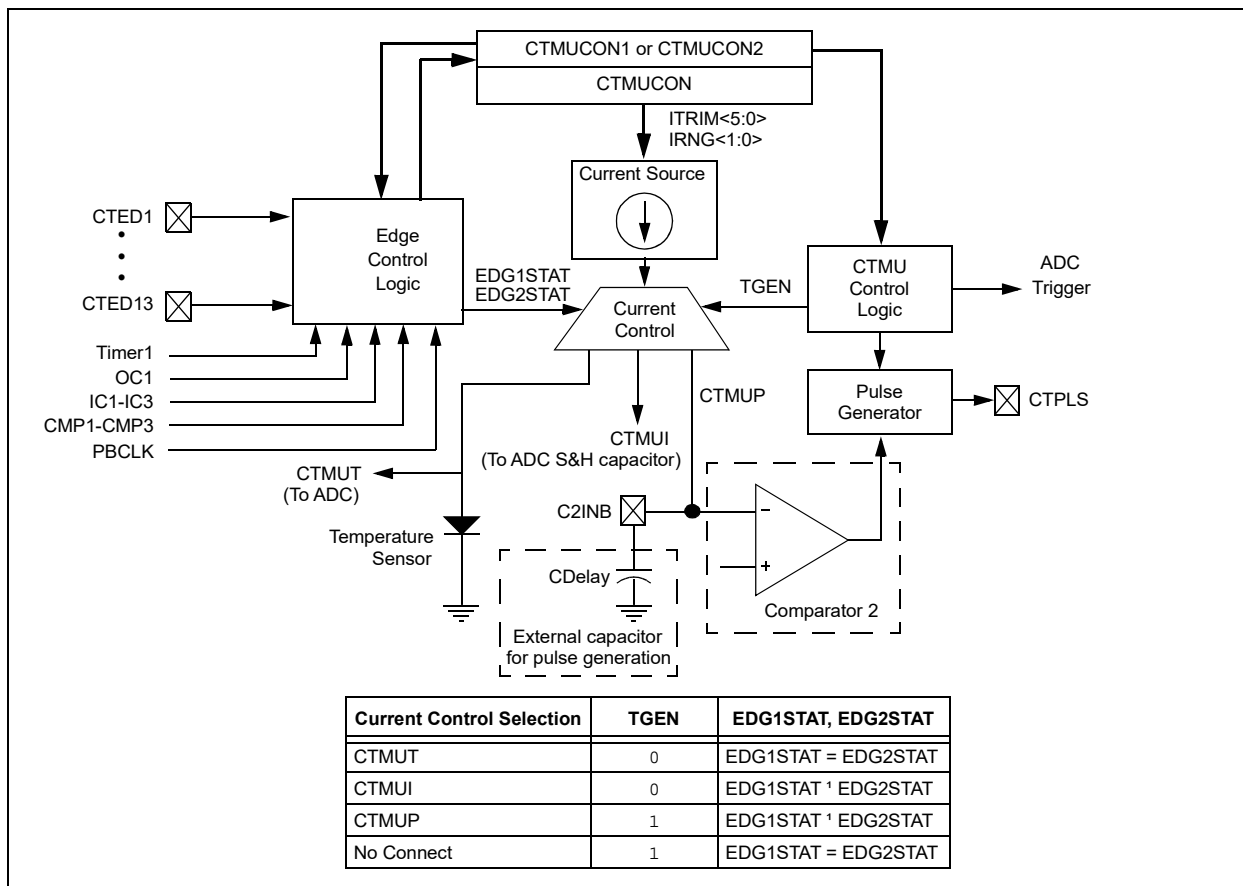 CTMUCON1 or CTMUCON2
CTMUCON
ITRIM<5:0>
IRNG<1:0>
Current Source
CTED1
CTED13
Edge
Control
Logic
EDG1STAT
EDG2STAT
Current
Control
TGEN
CTMU
Control
Logic
ADC
Trigger
Timer1
OC1
IC1-IC3
CMP1-CMP3
PBCLK
CTMUT
(To ADC)
CTMUI
(To ADC S&H capacitor)
CTMUP
Pulse
Generator
CTPLS
C2INB
Temperature
Sensor
CDelay
External capacitor
for pulse generation
−
+
Comparator 2
Current Control Selection TGEN EDG1STAT, EDG2STAT
CTMUT 0 EDG1STAT = EDG2STAT
CTMUI 0 EDG1STAT ¹ EDG2STAT
CTMUP 1 EDG1STAT ¹ EDG2STAT
No Connect 1 EDG1STAT = EDG2STAT